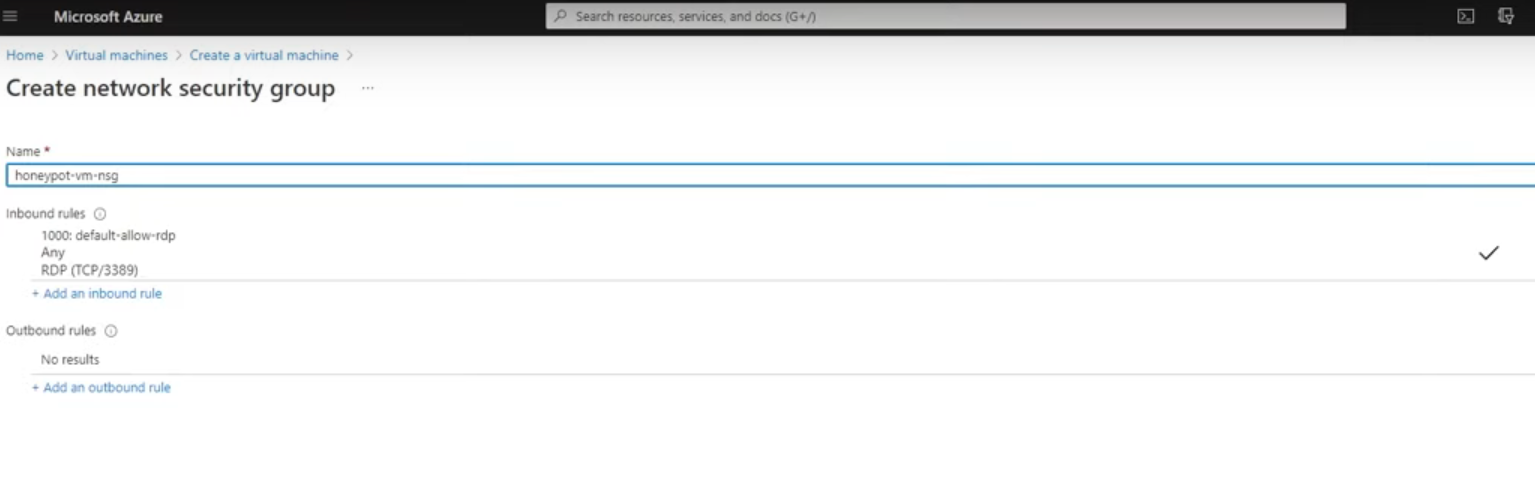 Microsoft Azure
Search resources, services, and docs (G+/)
Home > Virtual machines > Create a virtual machine >
Create network security group ...
Name *
honeypot-vm-nsg
Inbound rules
1000: default-allow-rdp
Any
RDP (TCP/3389)
+ Add an inbound rule
Outbound rules
No results
+ Add an outbound rule